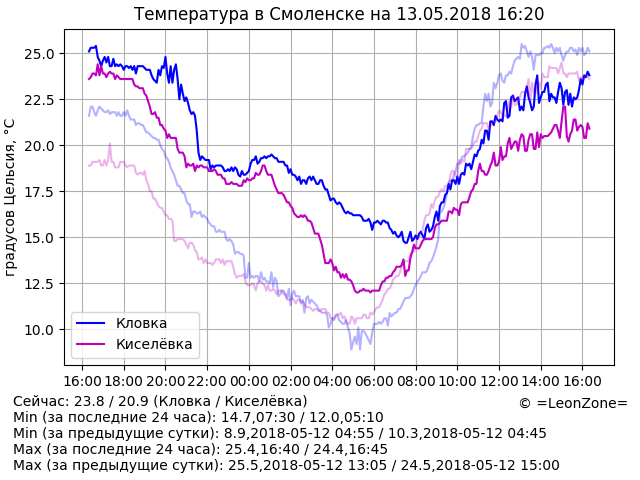 Температура в Смоленске на 13.05.2018 16:20
градусов Цельсия, °C
25.0
22.5
20.0
17.5
15.0
12.5
10.0
Кловка
Киселёвка
16:00 18:00 20:00 22:00 00:00 02:00 04:00 06:00 08:00 10:00 12:00 14:00 16:00
Сейчас: 23.8 / 20.9 (Кловка / Киселёвка)
© =LeonZone=
Min (за последние 24 часа): 14.7,07:30 / 12.0,05:10
Min (за предыдущие сутки): 8.9,2018-05-12 04:55 / 10.3,2018-05-12 04:45
Max (за последние 24 часа): 25.4,16:40 / 24.4,16:45
Max (за предыдущие сутки): 25.5,2018-05-12 13:05 / 24.5,2018-05-12 15:00